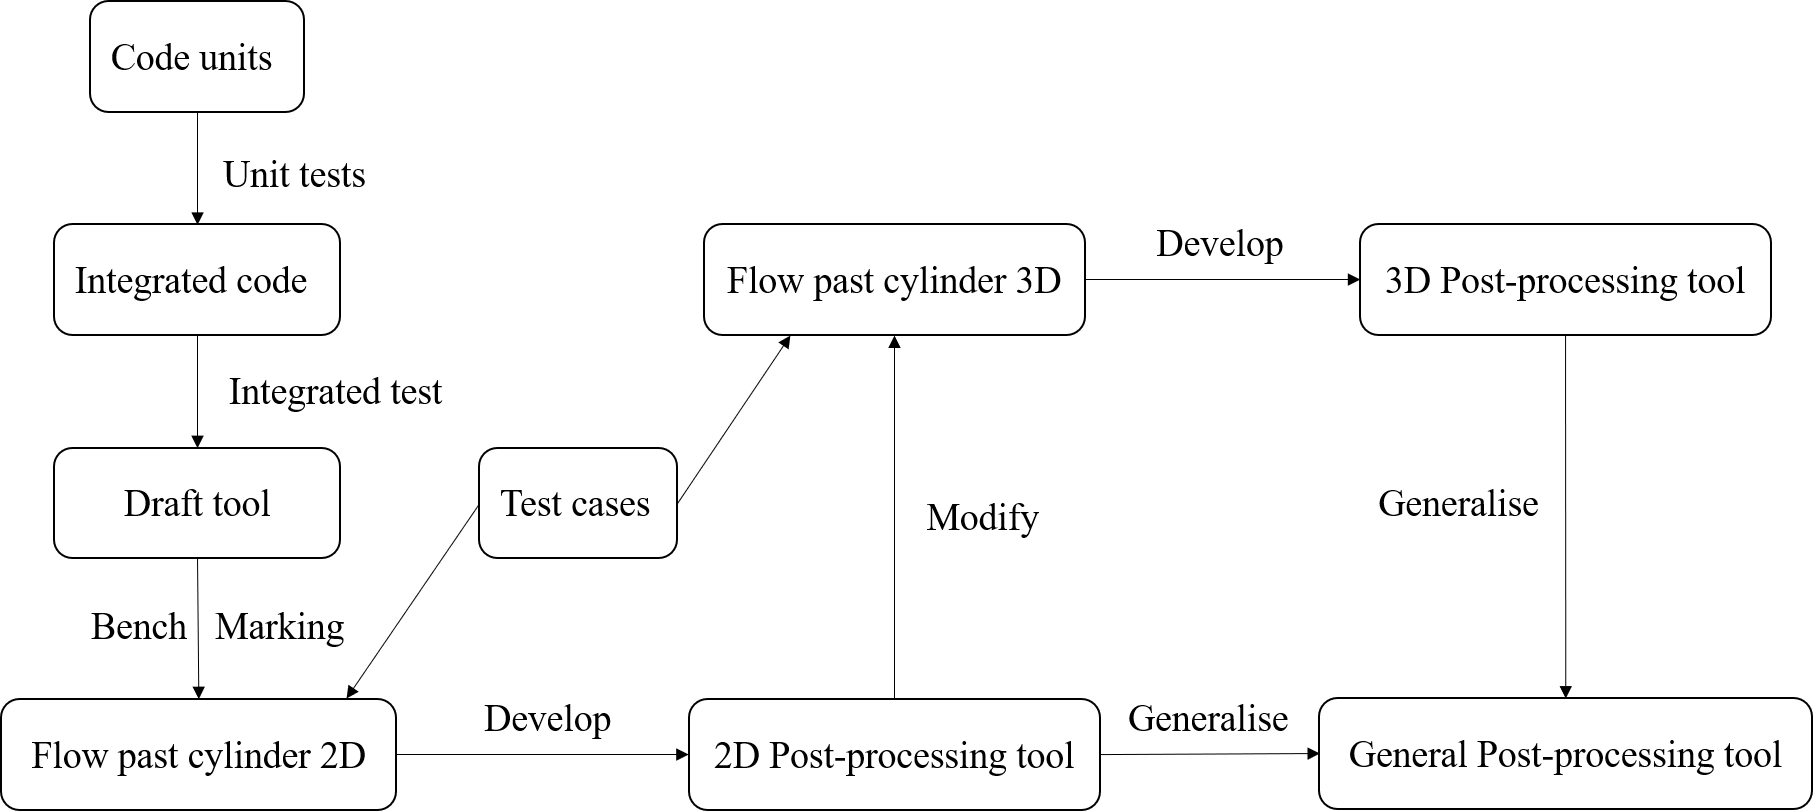 Code units
Unit tests
Integrated code
Flow past cylinder 3D
Develop
3D Post-processing tool
Integrated test
Draft tool
Test cases
Modify
Generalise
Bench Marking
Flow past cylinder 2D
Develop
2D Post-processing tool
Generalise
General Post-processing tool